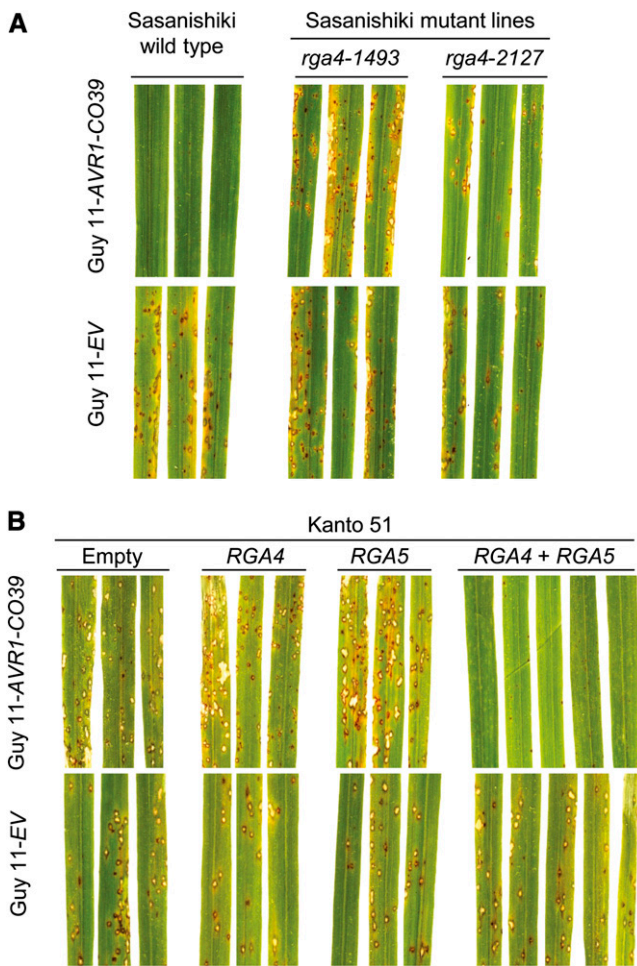 A
Sasanishiki
wild type
Sasanishiki mutant lines
rga4-1493
rga4-2127
Guy 11-AVR1-CO39
Guy 11-EV
B
Kanto 51
Empty
RGA4
RGA5
RGA4 + RGA5
Guy 11-AVR1-CO39
Guy 11-EV